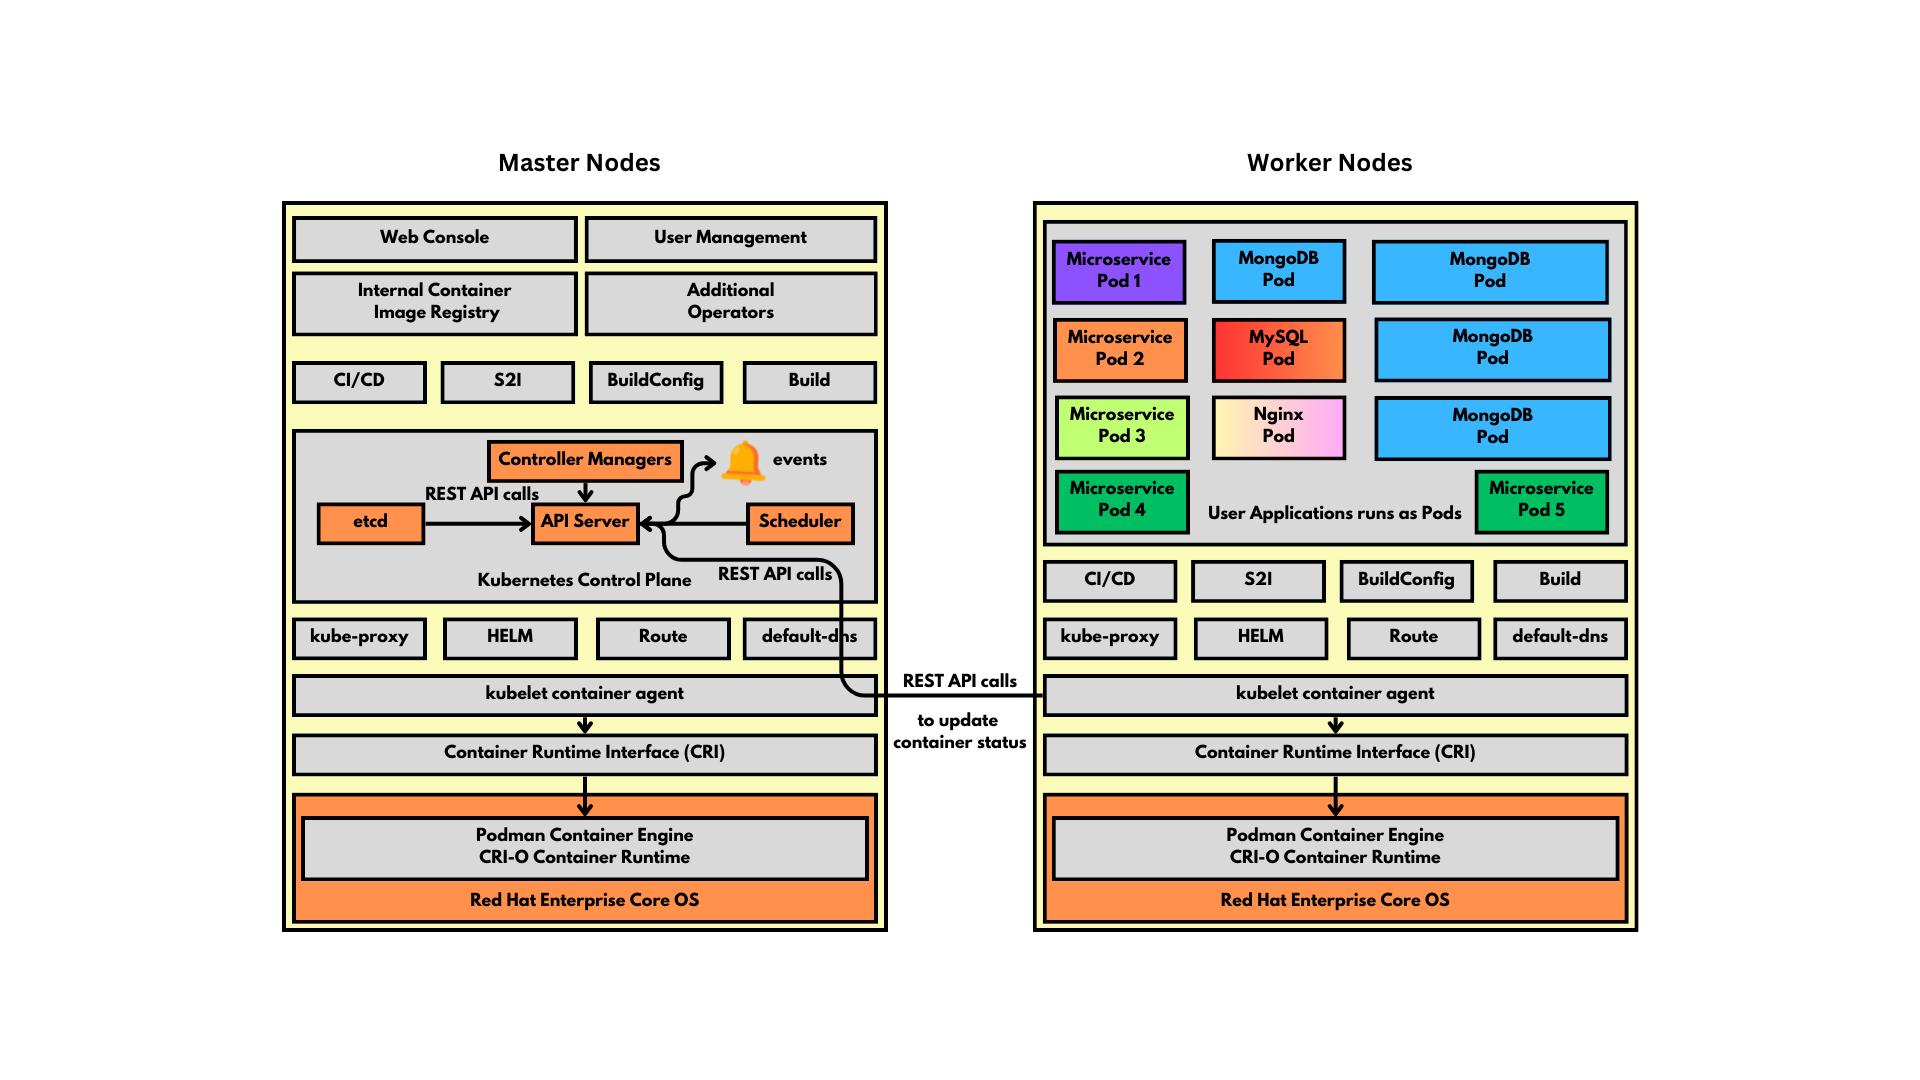 Master Nodes
Web Console
User Management
Internal Container
Image Registry
Additional
Operators
CI/CD
S2I
BuildConfig
Build
Controller Managers
events
REST API calls
etcd
API Server
Scheduler
Kubernetes Control Plane
REST API calls
kube-proxy
HELM
Route
default-dns
kubelet container agent
Container Runtime Interface (CRI)
Podman Container Engine
CRI-O Container Runtime
Red Hat Enterprise Core OS
REST API calls
to update
container status
Worker Nodes
Microservice
Pod 1
MongoDB
Pod
MongoDB
Pod
Microservice
Pod 2
MySQL
Pod
MongoDB
Pod
Microservice
Pod 3
Nginx
Pod
MongoDB
Pod
Microservice
Pod 4
User Applications runs as Pods
Microservice
Pod 5
CI/CD
S2I
BuildConfig
Build
kube-proxy
HELM
Route
default-dns
kubelet container agent
Container Runtime Interface (CRI)
Podman Container Engine
CRI-O Container Runtime
Red Hat Enterprise Core OS